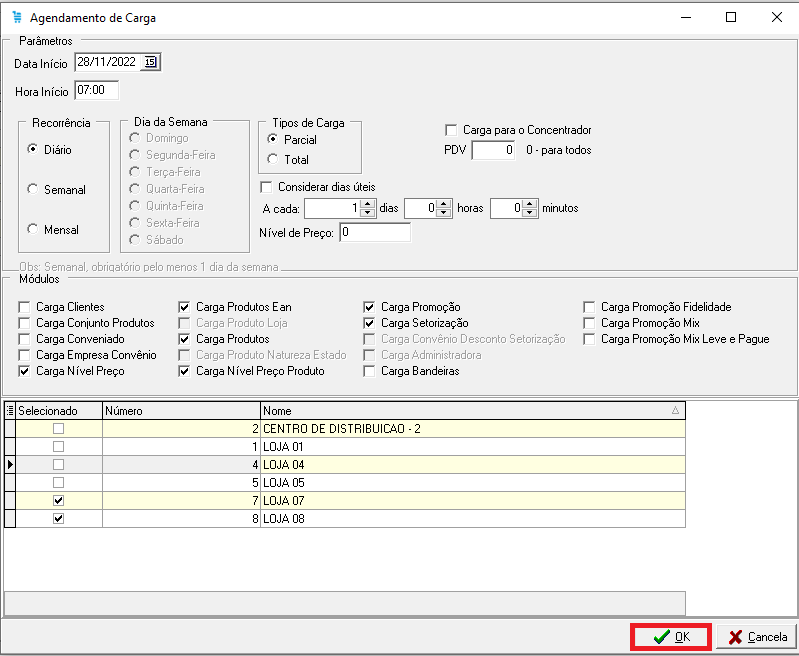 Agendamento de Carga
Parâmetros
Data Início 28/11/2022 15
Hora Início 07:00
Recorrência
Diário
Semanal
Mensal
Dia da Semana
Domingo
Segunda-Feira
Terça-Feira
Quarta-Feira
Quinta-Feira
Sexta-Feira
Sábado
Tipos de Carga
Parcial
Total
Carga para o Concentrador
PDV 0 0 - para todos
Considerar dias úteis
A cada: 1 dias 0 horas 0 minutos
Nível de Preço: 0
Obs: Semanal, obrigatório pelo menos 1 dia da semana
Módulos
Carga Clientes
Carga Conjunto Produtos
Carga Conveniado
Carga Empresa Convênio
Carga Nível Preço
Carga Produtos Ean
Carga Produto Loja
Carga Produtos
Carga Produto Natureza Estado
Carga Nível Preço Produto
Carga Promoção
Carga Setorização
Carga Convênio Desconto Setorização
Carga Administradora
Carga Bandeiras
Carga Promoção Fidelidade
Carga Promoção Mix
Carga Promoção Mix Leve e Pague
Selecionado Número Nome
2 CENTRO DE DISTRIBUICAO - 2
1 LOJA 01
4 LOJA 04
5 LOJA 05
7 LOJA 07
8 LOJA 08
OK Cancela